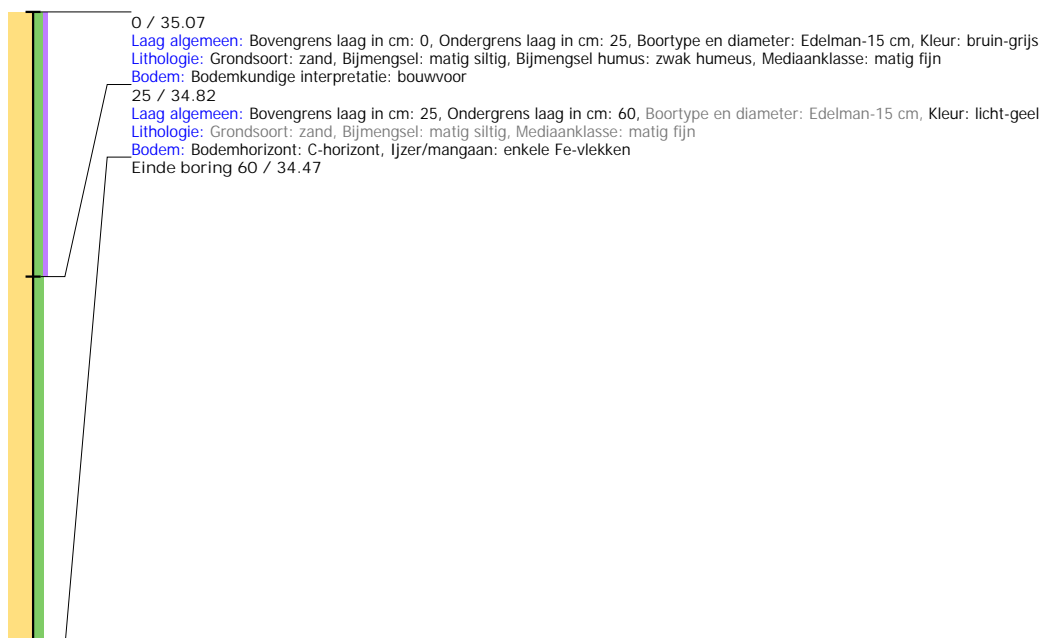 0 / 35.07
Laag algemeen: Bovengrens laag in cm: 0, Ondergrens laag in cm: 25, Boortype en diameter: Edelman-15 cm, Kleur: bruin-grijs
Lithologie: Grondsoort: zand, Bijmengsel: matig siltig, Bijmengsel humus: zwak humeus, Mediaanklasse: matig fijn
Bodem: Bodemkundige interpretatie: bouwvoor
25 / 34.82
Laag algemeen: Bovengrens laag in cm: 25, Ondergrens laag in cm: 60, Boortype en diameter: Edelman-15 cm, Kleur: licht-geel
Lithologie: Grondsoort: zand, Bijmengsel: matig siltig, Mediaanklasse: matig fijn
Bodem: Bodemhorizont: C-horizont, Ijzer/mangaan: enkele Fe-vlekken
Einde boring 60 / 34.47